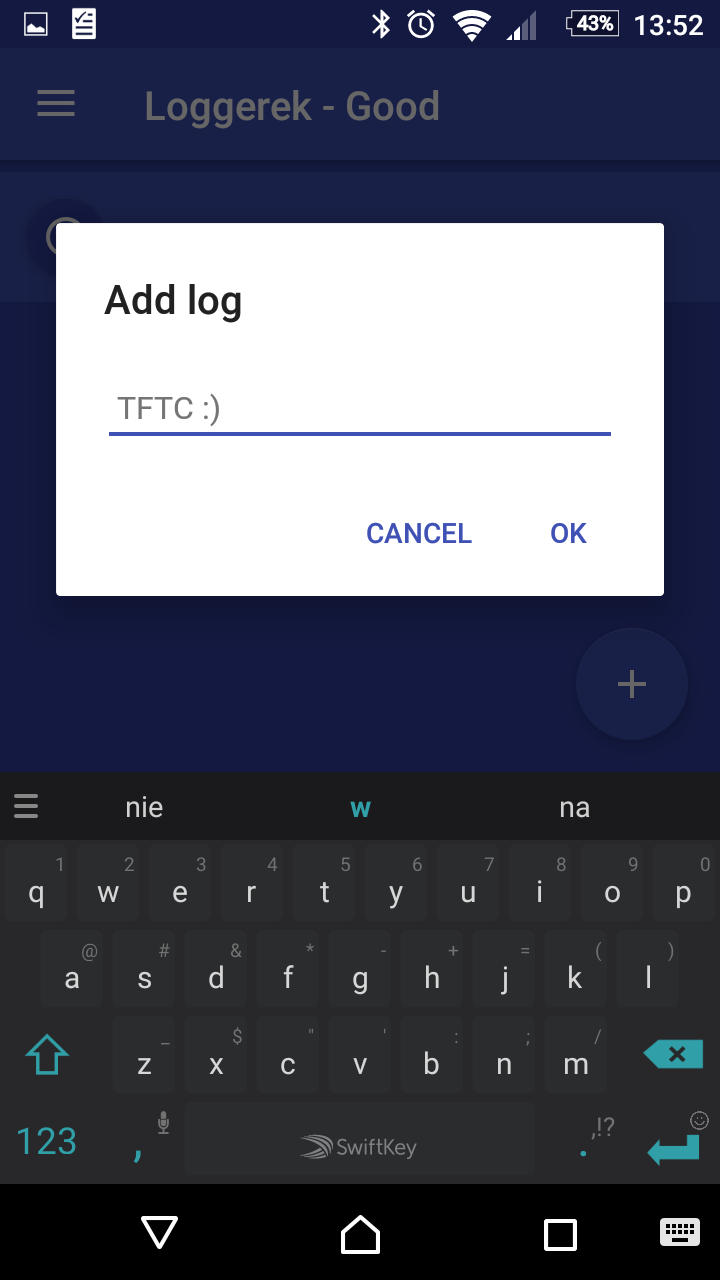 43% 13:52
Loggerek - Good
Add log
TFTC :)
CANCEL OK
nie w na
1 2 3 4 5 6 7 8 9 0
q w e r t y u i o p
@ # & * - + = ( )
a s d f g h j k l
_ $ " ' : ; /
z x c v b n m
123 , SwiftKey . ,!?